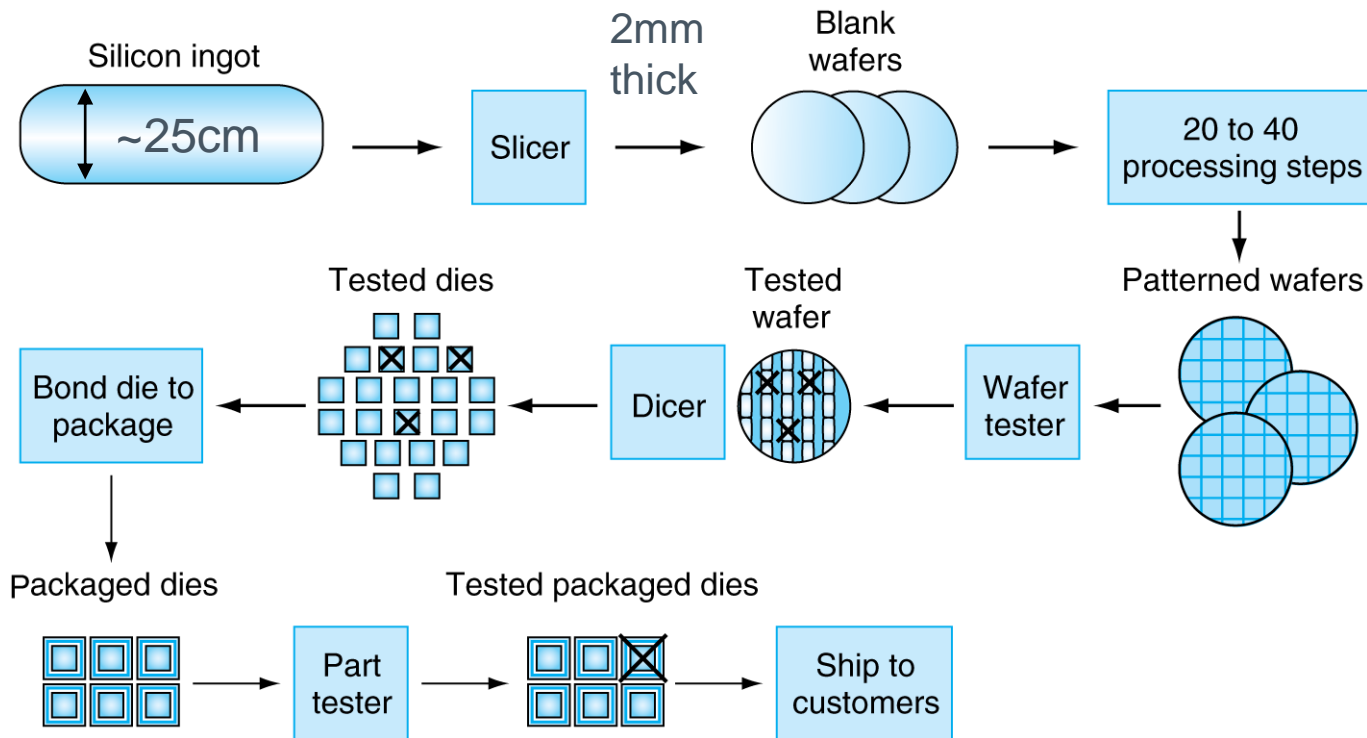 Silicon ingot
~25cm
Slicer
2mm
thick
Blank
wafers
20 to 40
processing steps
Patterned wafers
Wafer
tester
Tested
wafer
Dicer
Tested dies
Bond die to
package
Packaged dies
Part
tester
Tested packaged dies
Ship to
customers